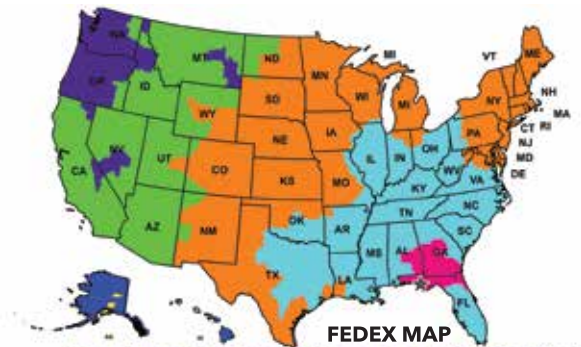 WA
MT
ND
OR
ID
SD
MN
WI
MI
MI
VT
ME
NY
NH
MA
CT
RI
NJ
MD
DE
WY
NV
UT
CO
NE
IA
IL
IN
OH
PA
WV
VA
CA
KS
MO
KY
AZ
NM
OK
AR
TN
NC
SC
TX
LA
MS
AL
GA
FL
FEDEX MAP